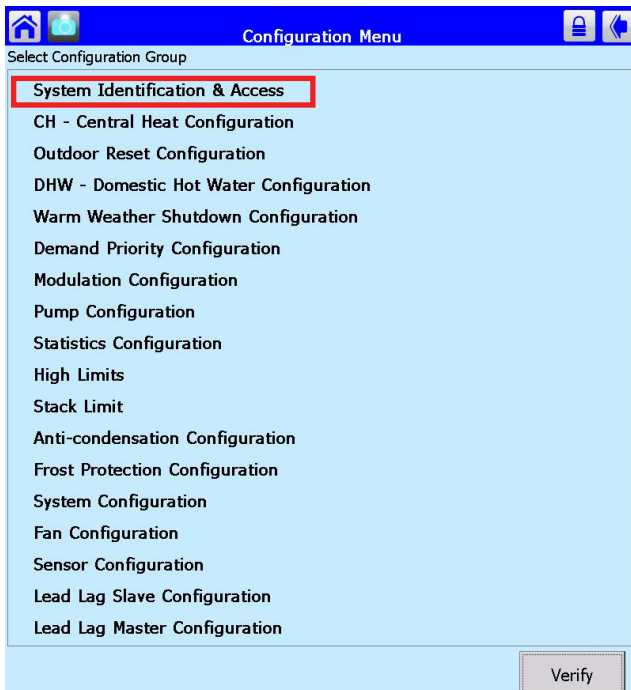 Configuration Menu
Select Configuration Group
System Identification & Access
CH - Central Heat Configuration
Outdoor Reset Configuration
DHW - Domestic Hot Water Configuration
Warm Weather Shutdown Configuration
Demand Priority Configuration
Modulation Configuration
Pump Configuration
Statistics Configuration
High Limits
Stack Limit
Anti-condensation Configuration
Frost Protection Configuration
System Configuration
Fan Configuration
Sensor Configuration
Lead Lag Slave Configuration
Lead Lag Master Configuration
Verify